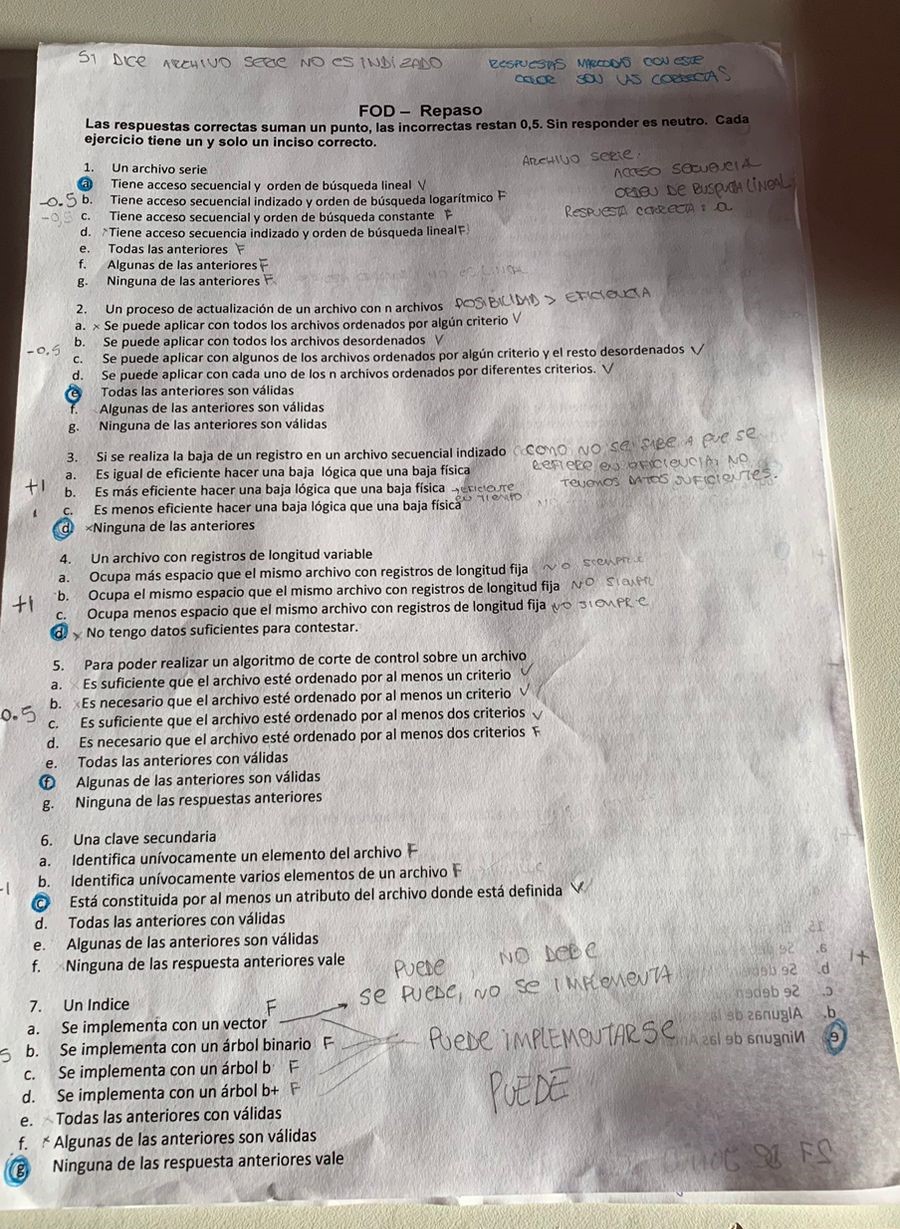 SI DICE ARCHIVO SERIE NO ES INDIZADO
RESPUESTAS MARCADAS CON ESTE
COLOR SON LAS CORRECTAS
FOD – Repaso
Las respuestas correctas suman un punto, las incorrectas restan 0,5. Sin responder es neutro. Cada
ejercicio tiene un y solo un inciso correcto.
ARCHIVO SERIE:
ACCESO SECUENCIAL
ORDEN DE BUSQUEDA LINEAL
RESPUESTA CORRECTA: a
1. Un archivo serie
a Tiene acceso secuencial y orden de búsqueda lineal V
-0.5 b. Tiene acceso secuencial indizado y orden de búsqueda logarítmico F
-0,5 c. Tiene acceso secuencial y orden de búsqueda constante F
d. Tiene acceso secuencia indizado y orden de búsqueda lineal F
e. Todas las anteriores F
f. Algunas de las anteriores F
g. Ninguna de las anteriores F
2. Un proceso de actualización de un archivo con n archivos POSIBILIDAD > EFICIENCIA
a. x Se puede aplicar con todos los archivos ordenados por algún criterio V
b. Se puede aplicar con todos los archivos desordenados V
-0.5 c. Se puede aplicar con algunos de los archivos ordenados por algún criterio y el resto desordenados V
d. Se puede aplicar con cada uno de los n archivos ordenados por diferentes criterios. V
e Todas las anteriores son válidas
f. Algunas de las anteriores son válidas
g. Ninguna de las anteriores son válidas
3. Si se realiza la baja de un registro en un archivo secuencial indizado COMO NO SE SABE A QUE SE
a. Es igual de eficiente hacer una baja lógica que una baja física REFIERE EN EFICIENCIA, NO
+1 b. Es más eficiente hacer una baja lógica que una baja física → EFICIENTE EN TIEMPO TENEMOS DATOS SUFICIENTES.
c. Es menos eficiente hacer una baja lógica que una baja física
d x Ninguna de las anteriores
4. Un archivo con registros de longitud variable
a. Ocupa más espacio que el mismo archivo con registros de longitud fija NO SIEMPRE
b. Ocupa el mismo espacio que el mismo archivo con registros de longitud fija NO SIEMPRE
+1 c. Ocupa menos espacio que el mismo archivo con registros de longitud fija NO SIEMPRE
d. x No tengo datos suficientes para contestar.
5. Para poder realizar un algoritmo de corte de control sobre un archivo
a. Es suficiente que el archivo esté ordenado por al menos un criterio V
b. x Es necesario que el archivo esté ordenado por al menos un criterio V
0.5 c. Es suficiente que el archivo esté ordenado por al menos dos criterios V
d. Es necesario que el archivo esté ordenado por al menos dos criterios F
e. Todas las anteriores con válidas
f Algunas de las anteriores son válidas
g. Ninguna de las respuestas anteriores
6. Una clave secundaria
a. Identifica unívocamente un elemento del archivo F
b. Identifica unívocamente varios elementos de un archivo F
-1
c Está constituida por al menos un atributo del archivo donde está definida V
d. Todas las anteriores con válidas
e. Algunas de las anteriores son válidas
f. Ninguna de las respuesta anteriores vale
PUEDE, NO DEBE
SE PUEDE, NO SE IMPLEMENTA
7. Un Indice
a. Se implementa con un vector F
5 b. Se implementa con un árbol binario F PUEDE IMPLEMENTARSE
c. Se implementa con un árbol b F
d. Se implementa con un árbol b+ F PUEDE
e. Todas las anteriores con válidas
f. x Algunas de las anteriores son válidas
g Ninguna de las respuesta anteriores vale